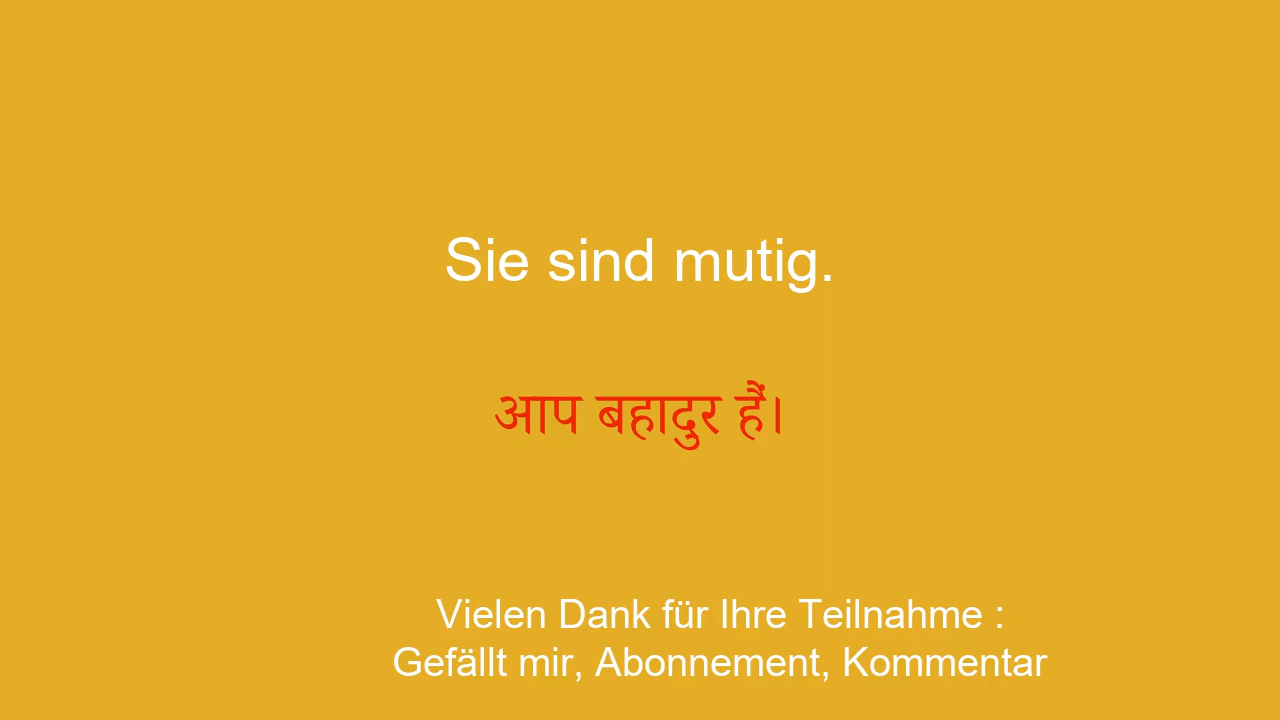 Sie sind mutig.
आप बहादुर हैं।
Vielen Dank für Ihre Teilnahme :
Gefällt mir, Abonnement, Kommentar